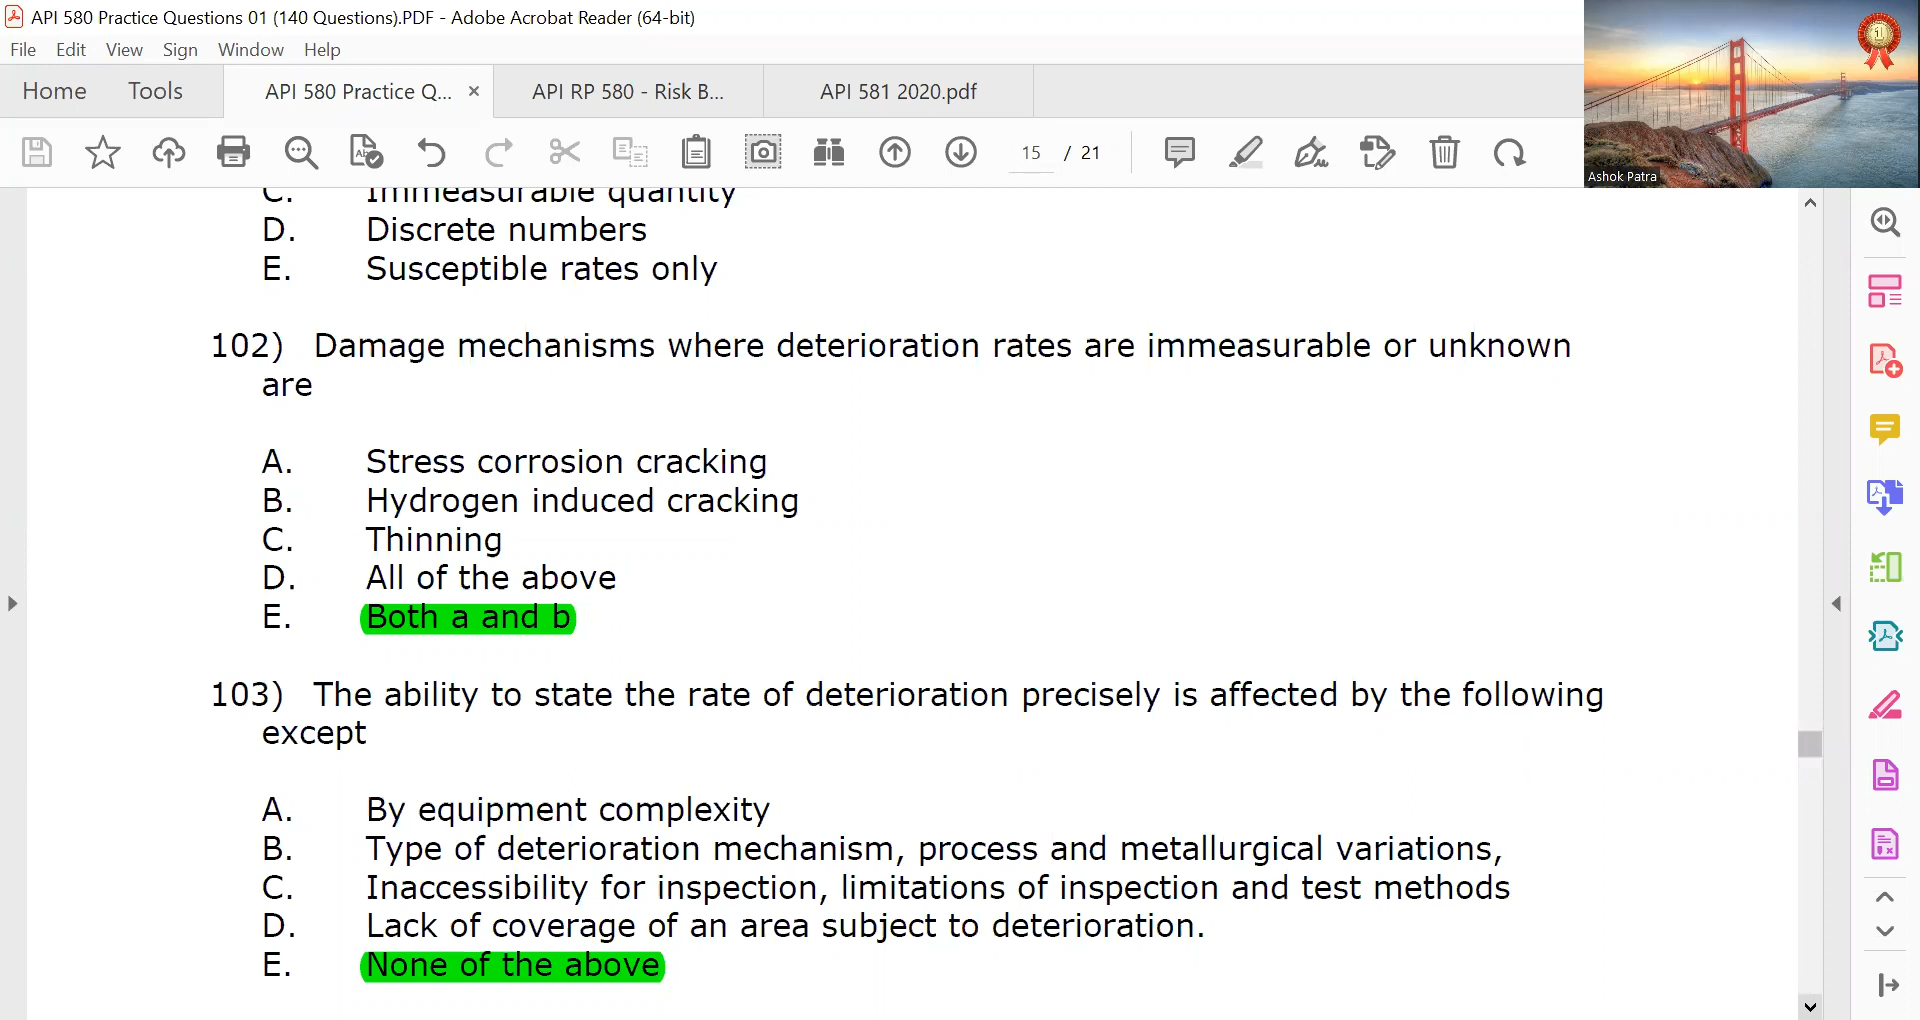 API 580 Practice Questions 01 (140 Questions).PDF - Adobe Acrobat Reader (64-bit)
File Edit View Sign Window Help
Home Tools API 580 Practice Q... × API RP 580 - Risk B... API 581 2020.pdf
15 / 21
Ashok Patra
C. Immeasurable quantity
D. Discrete numbers
E. Susceptible rates only
102) Damage mechanisms where deterioration rates are immeasurable or unknown
are
A. Stress corrosion cracking
B. Hydrogen induced cracking
C. Thinning
D. All of the above
E. Both a and b
103) The ability to state the rate of deterioration precisely is affected by the following
except
A. By equipment complexity
B. Type of deterioration mechanism, process and metallurgical variations,
C. Inaccessibility for inspection, limitations of inspection and test methods
D. Lack of coverage of an area subject to deterioration.
E. None of the above